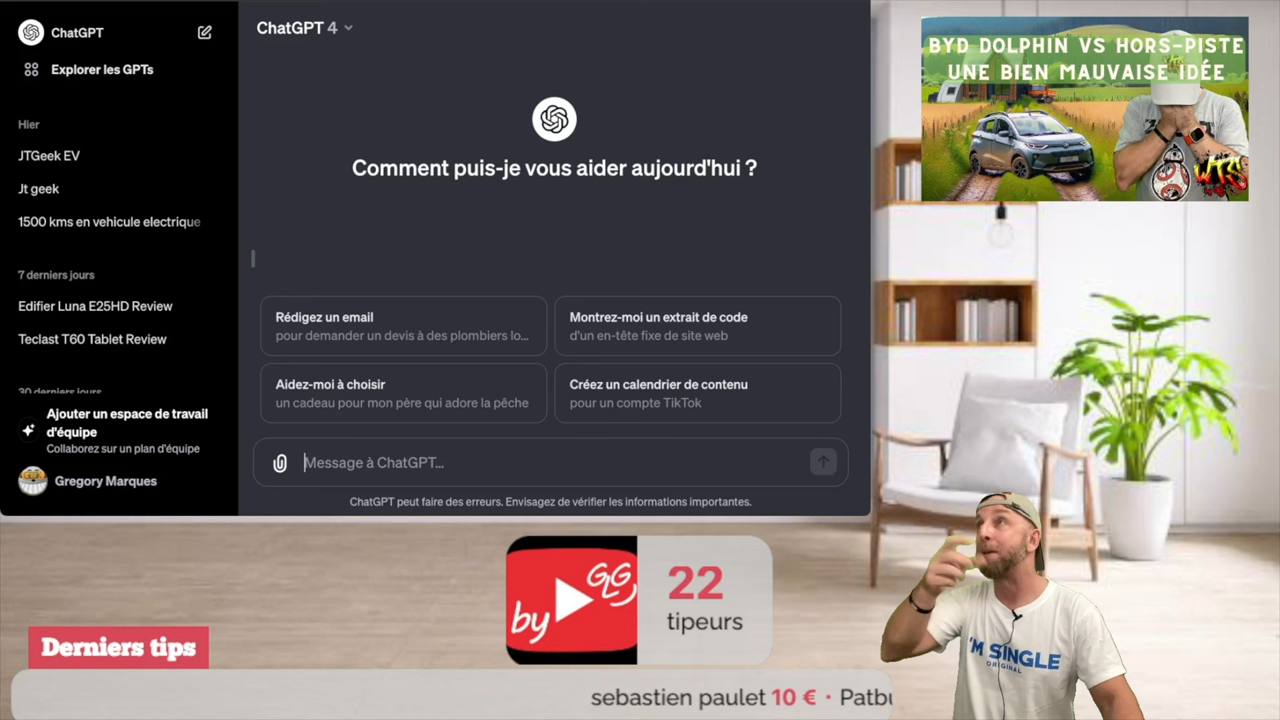 ChatGPT
Explorer les GPTs
Hier
JTGeek EV
Jt geek
1500 kms en vehicule electrique
7 derniers jours
Edifier Luna E25HD Review
Teclast T60 Tablet Review
30 derniers jours
Ajouter un espace de travail
d'équipe
Collaborez sur un plan d'équipe
Gregory Marques
ChatGPT 4
Comment puis-je vous aider aujourd'hui ?
Rédigez un email
pour demander un devis à des plombiers lo...
Montrez-moi un extrait de code
d'un en-tête fixe de site web
Aidez-moi à choisir
un cadeau pour mon père qui adore la pêche
Créez un calendrier de contenu
pour un compte TikTok
Message à ChatGPT...
ChatGPT peut faire des erreurs. Envisagez de vérifier les informations importantes.
BYD DOLPHIN VS HORS-PISTE
UNE BIEN MAUVAISE IDÉE
WTS
by GLG
22
tipeurs
Derniers tips
sebastien paulet 10 € · Patbu
I'M SINGLE
ORIGINAL